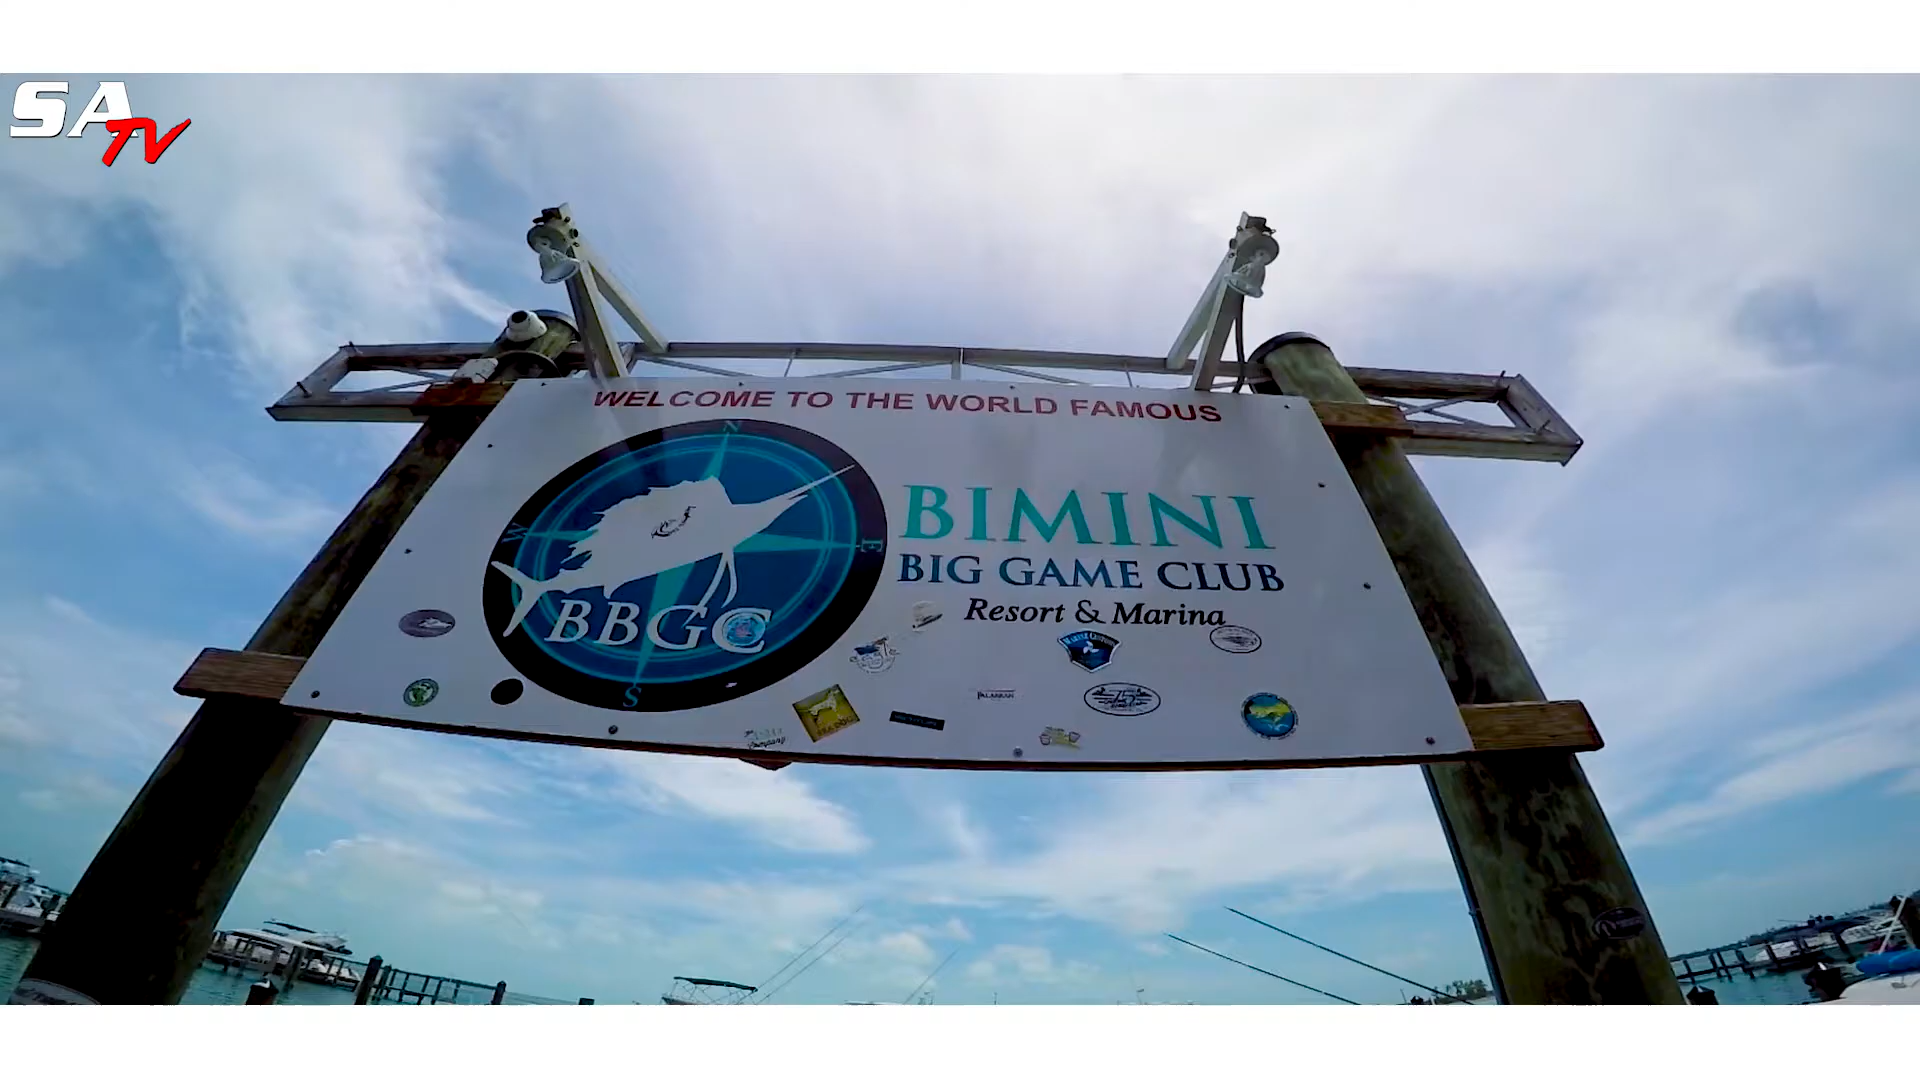 SA
TV
WELCOME TO THE WORLD FAMOUS
N
W
E
S
BBGC
BIMINI
BIG GAME CLUB
Resort & Marina